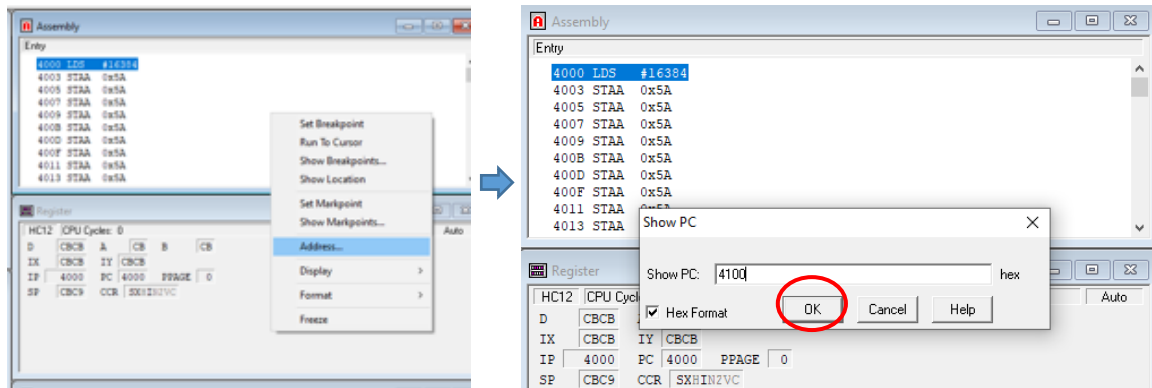 Assembly
Entry
4000 LDS #16384
4003 STAA 0x5A
4005 STAA 0x5A
4007 STAA 0x5A
4009 STAA 0x5A
400B STAA 0x5A
400D STAA 0x5A
400F STAA 0x5A
4011 STAA 0x5A
4013 STAA 0x5A
Set Breakpoint
Run To Cursor
Show Breakpoints...
Show Location
Set Markpoint
Show Markpoints...
Address...
Display
Format
Freeze
Register
HC12 CPU Cycles: 0 Auto
D CBCB A CB B CB
IX CBCB IY CBCB
IP 4000 PC 4000 PPAGE 0
SP CBC9 CCR SXHINZVC
Assembly
Entry
4000 LDS #16384
4003 STAA 0x5A
4005 STAA 0x5A
4007 STAA 0x5A
4009 STAA 0x5A
400B STAA 0x5A
400D STAA 0x5A
400F STAA 0x5A
4011 STAA
4013 STAA
Show PC
Show PC: 4100 hex
Hex Format OK Cancel Help
Register
HC12 CPU Cycl Auto
D CBCB
IX CBCB IY CBCB
IP 4000 PC 4000 PPAGE 0
SP CBC9 CCR SXHINZVC